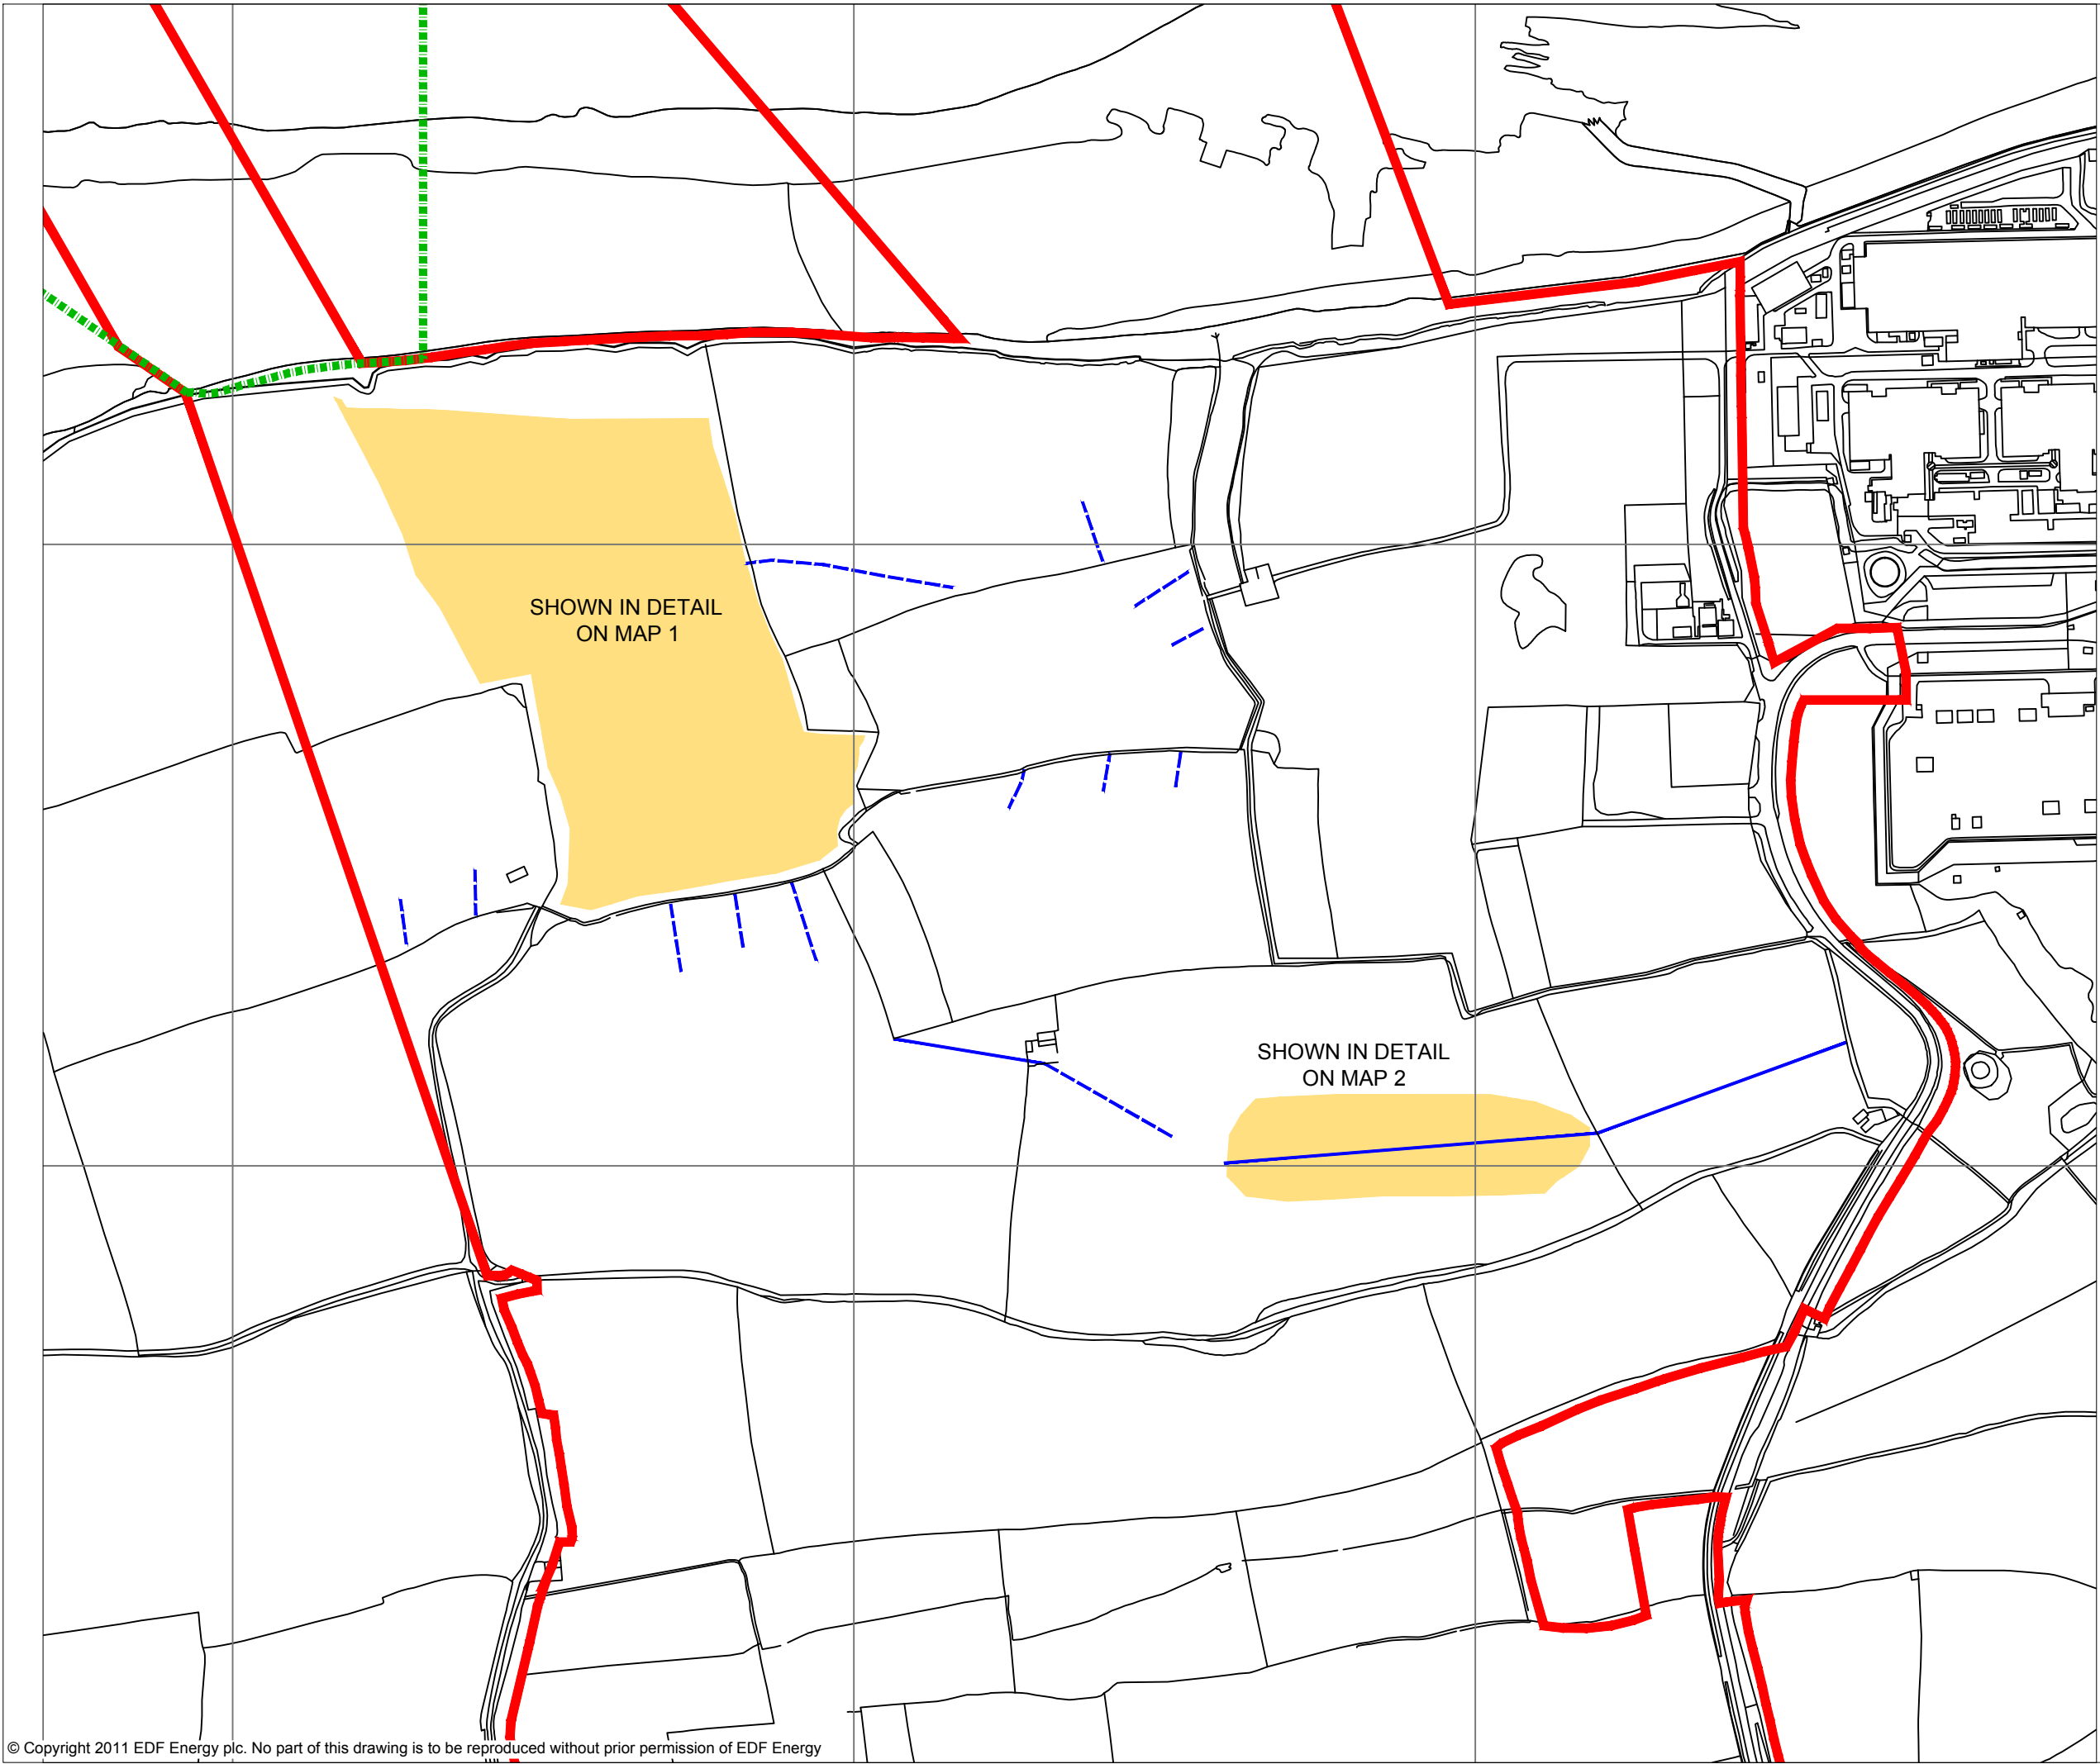 SHOWN IN DETAIL
ON MAP 1
SHOWN IN DETAIL
ON MAP 2
© Copyright 2011 EDF Energy plc. No part of this drawing is to be reproduced without prior permission of EDF Energy